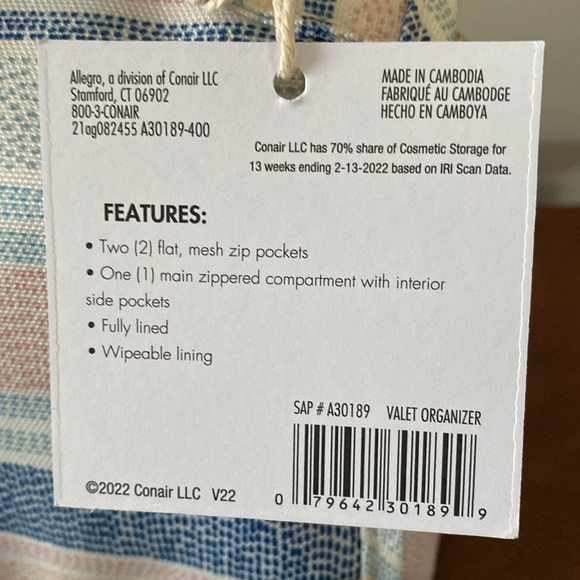 Allegro, a division of Conair LLC
Stamford, CT 06902
800-3-CONAIR
21ag082455 A30189-400
MADE IN CAMBODIA
FABRIQUÉ AU CAMBODGE
HECHO EN CAMBOYA
Conair LLC has 70% share of Cosmetic Storage for
13 weeks ending 2-13-2022 based on IRI Scan Data.
FEATURES:
• Two (2) flat, mesh zip pockets
• One (1) main zippered compartment with interior
side pockets
• Fully lined
• Wipeable lining
SAP # A30189 VALET ORGANIZER
©2022 Conair LLC V22
0 79642 30189 9